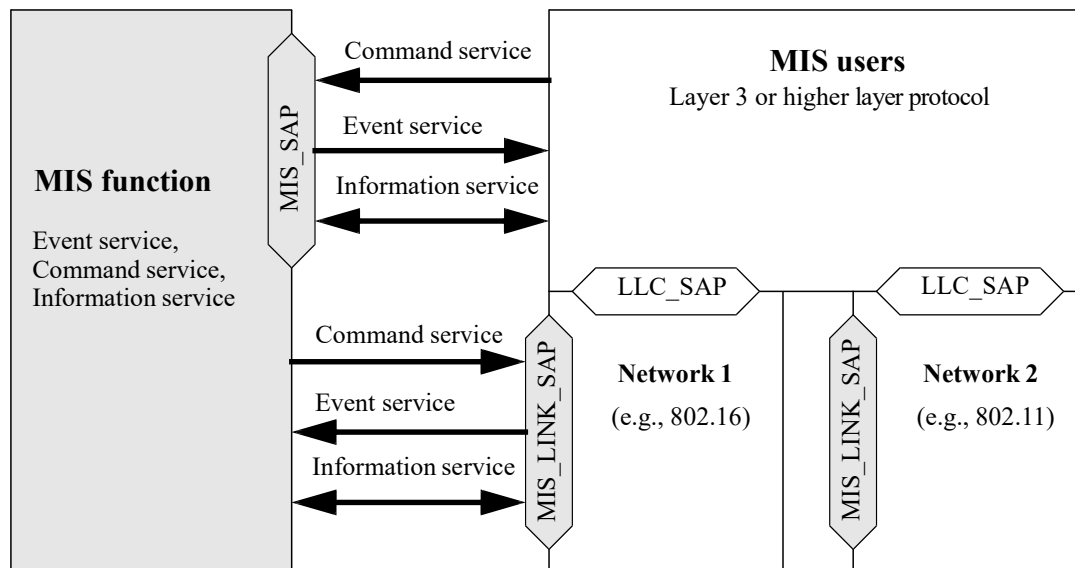 MIS function
Event service,
Command service,
Information service
MIS_SAP
Command service
Event service
Information service
MIS users
Layer 3 or higher layer protocol
Command service
Event service
Information service
MIS_LINK_SAP
LLC_SAP
Network 1
(e.g., 802.16)
MIS_LINK_SAP
LLC_SAP
Network 2
(e.g., 802.11)